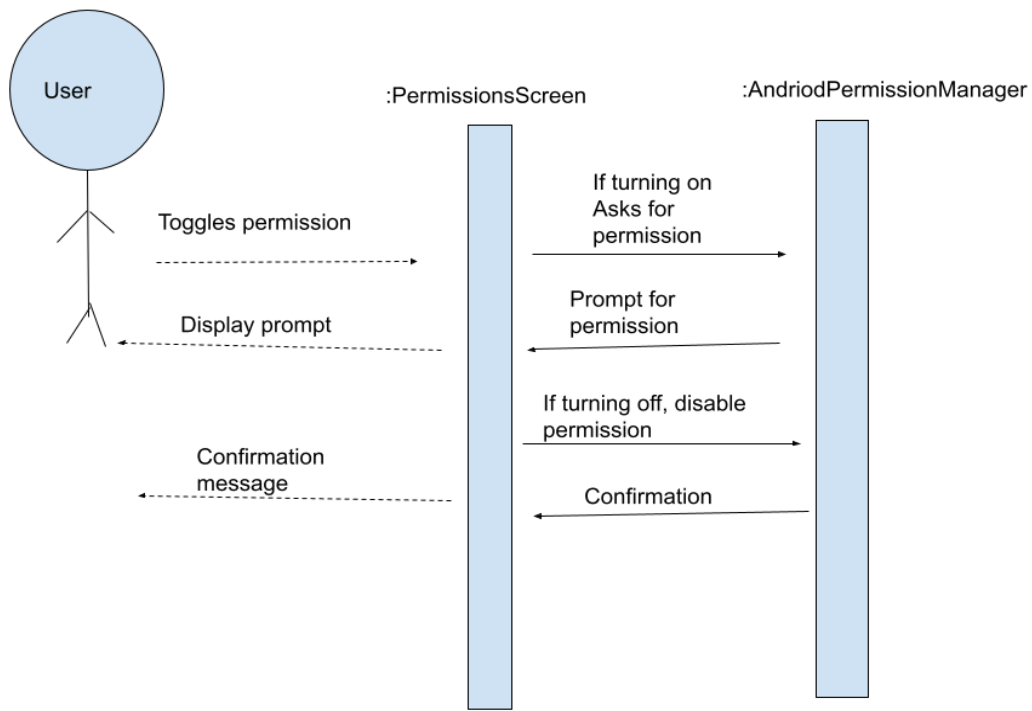 User
:PermissionsScreen
:AndriodPermissionManager
Toggles permission
If turning on
Asks for
permission
Display prompt
Prompt for
permission
If turning off, disable
permission
Confirmation
message
Confirmation